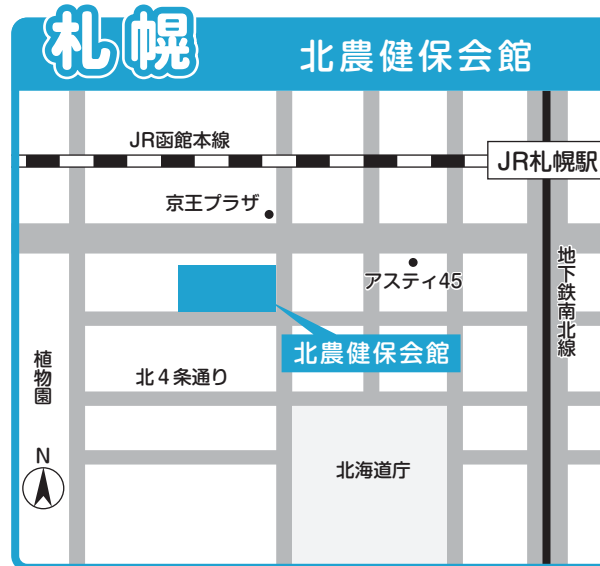 札幌
北農健保会館
JR函館本線
JR札幌駅
京王プラザ
アスティ45
地下鉄南北線
北農健保会館
植物園
北4条通り
N
北海道庁